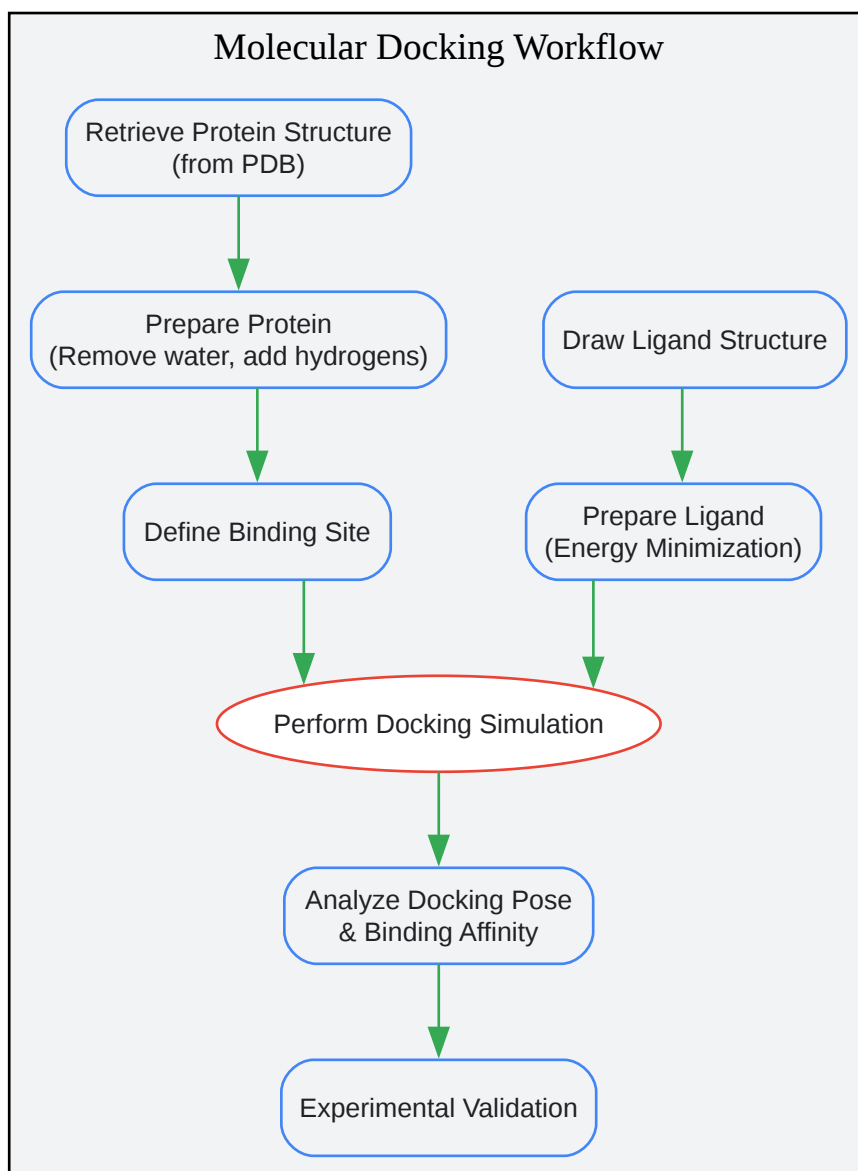 Molecular Docking Workflow
Retrieve Protein Structure
(from PDB)
Prepare Protein
(Remove water, add hydrogens)
Draw Ligand Structure
Define Binding Site
Prepare Ligand
(Energy Minimization)
Perform Docking Simulation
Analyze Docking Pose
& Binding Affinity
Experimental Validation